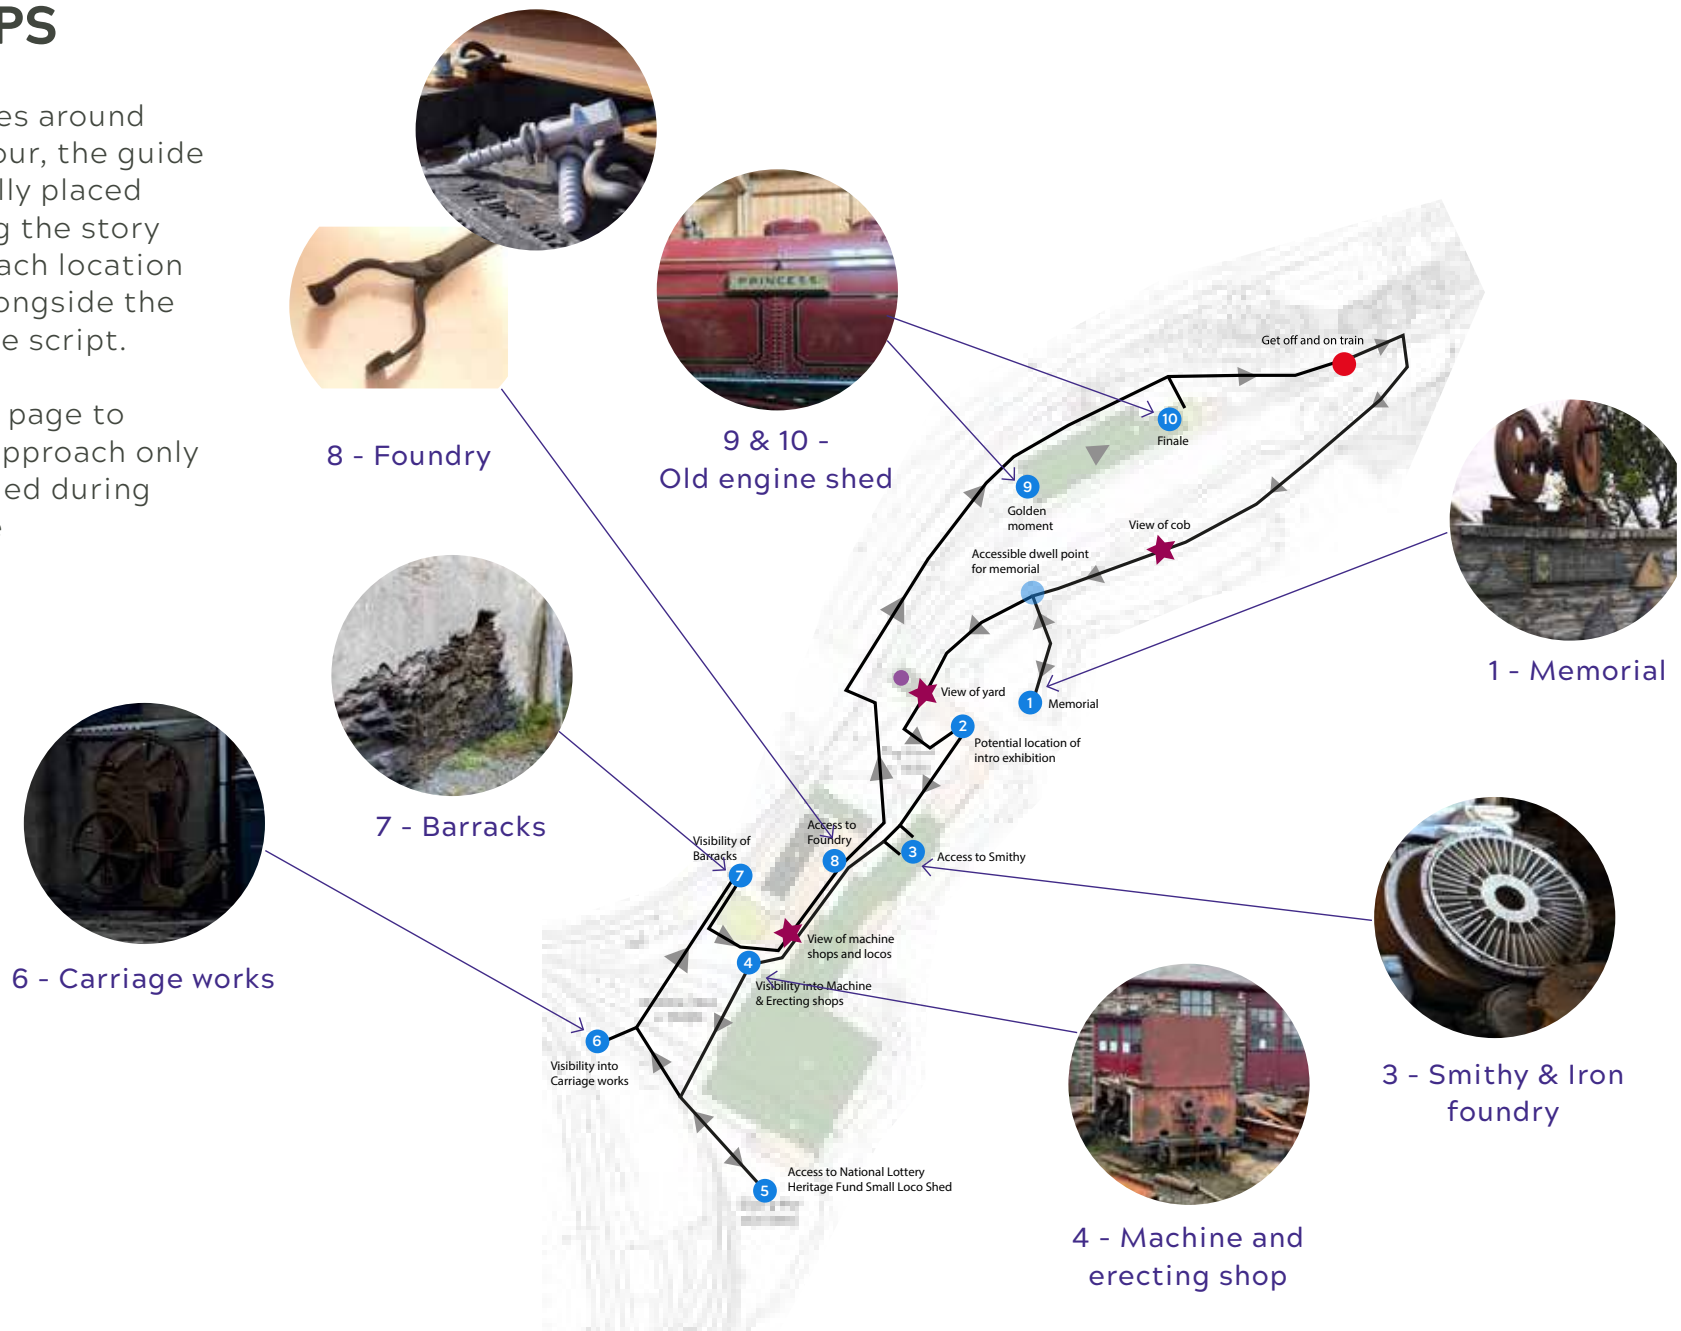 PS
es around
our, the guide
lly placed
g the story
ach location
ongside the
e script.
page to
approach only
ed during
8 - Foundry
PRINCESS
9 & 10 -
Old engine shed
7 - Barracks
6 - Carriage works
1 - Memorial
3 - Smithy & Iron
foundry
4 - Machine and
erecting shop
Get off and on train
10
Finale
9
Golden
moment
View of cob
Accessible dwell point
for memorial
View of yard
1
Memorial
2
Potential location of
intro exhibition
Access to
Foundry
8
Visibility of
Barracks
7
3
Access to Smithy
View of machine
shops and locos
4
Visibility into Machine
& Erecting shops
6
Visibility into
Carriage works
5
Access to National Lottery
Heritage Fund Small Loco Shed